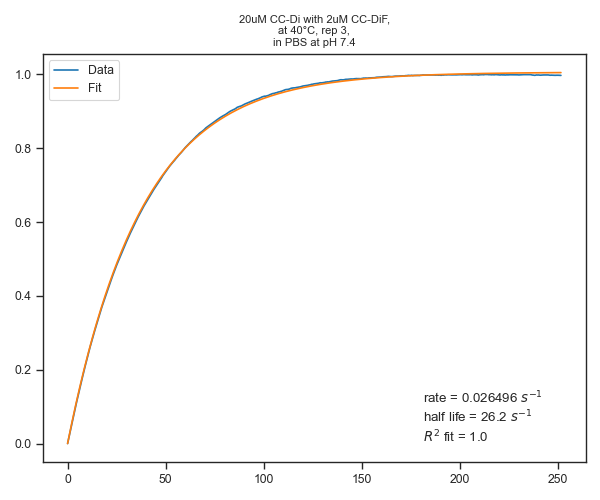 20uM CC-Di with 2uM CC-DiF,
at 40°C, rep 3,
in PBS at pH 7.4
Data
Fit
1.0
0.8
0.6
0.4
0.2
0.0
rate = 0.026496 s⁻¹
half life = 26.2 s⁻¹
R² fit = 1.0
0 50 100 150 200 250